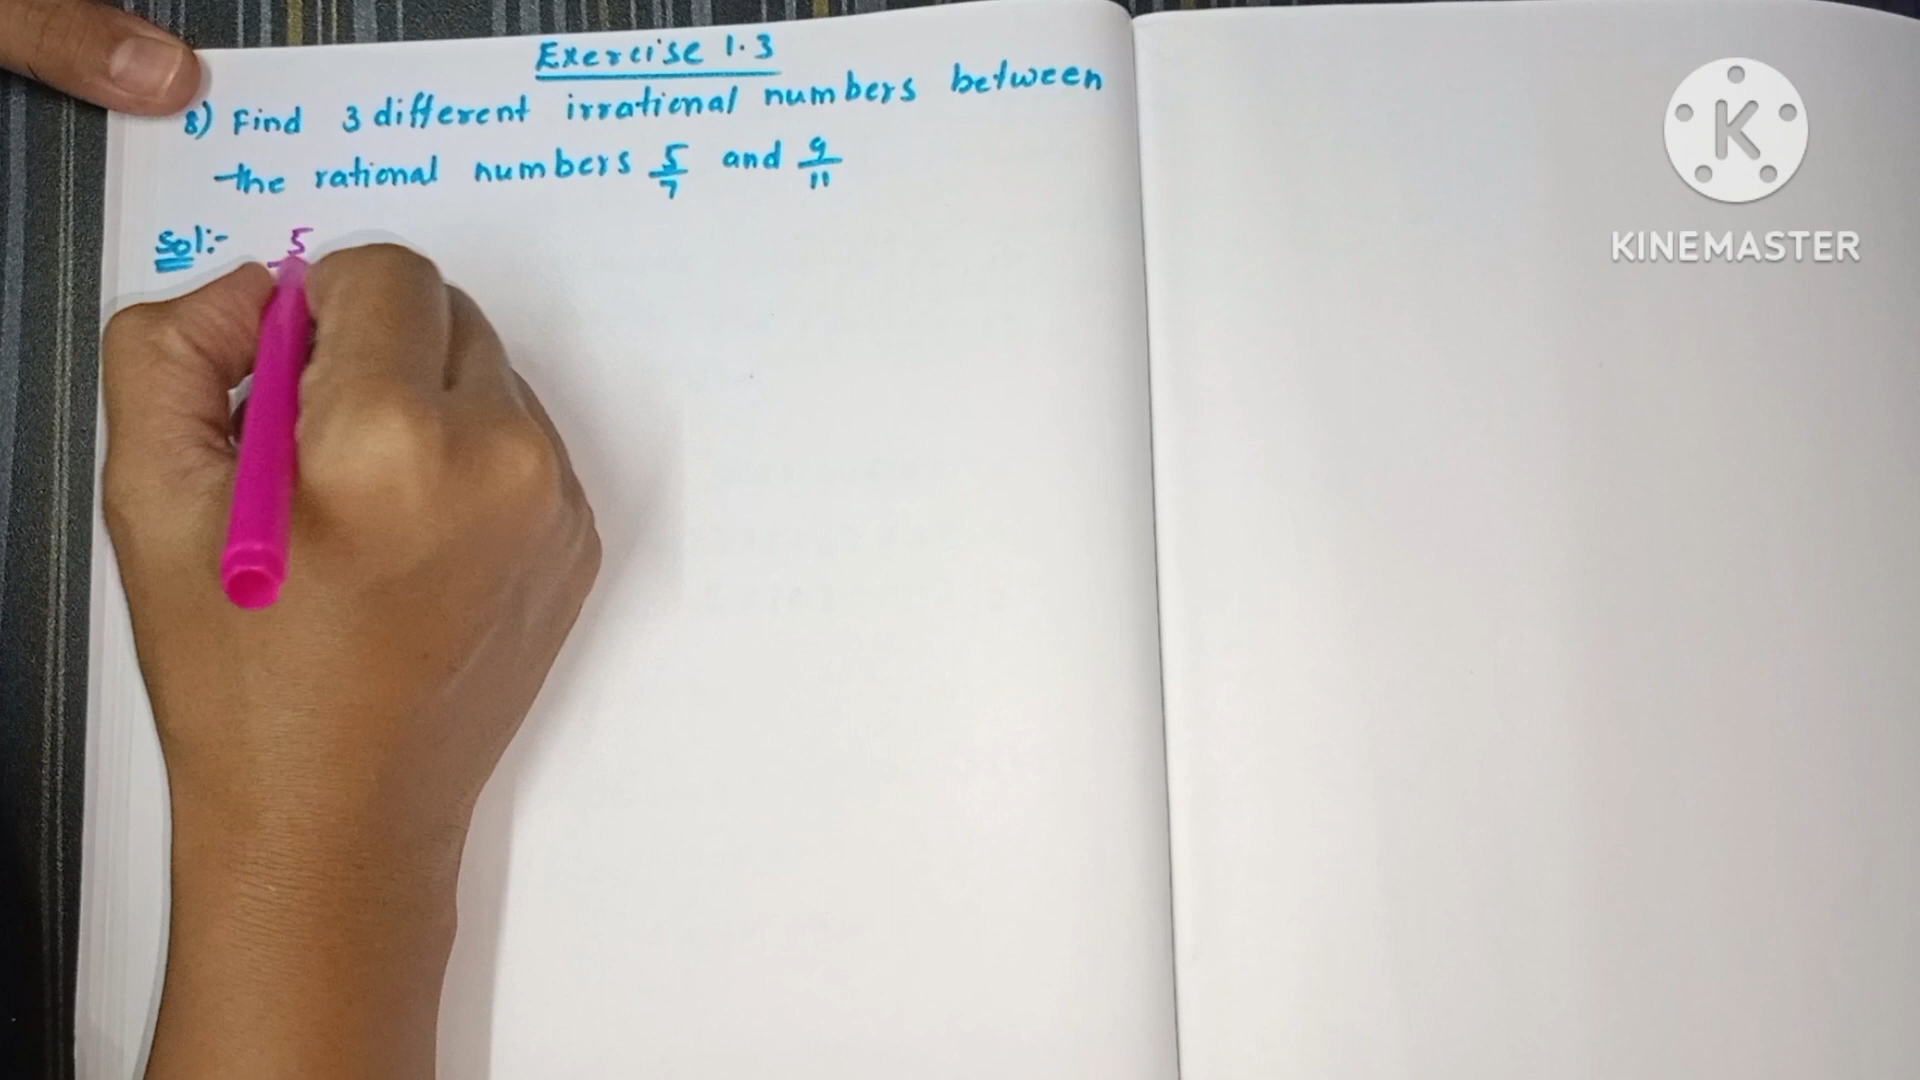 Exercise 1.3
8) Find 3 different irrational numbers between
the rational numbers 5/7 and 9/11
Sol:- 5
K
KINEMASTER